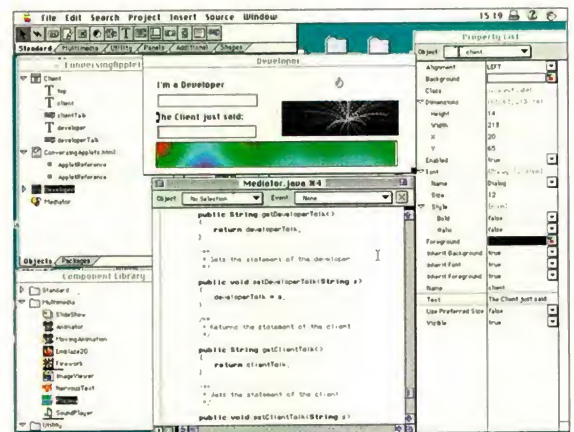 File Edit Search Project Insert Source Window
15 19
Standard Multimedia Utility Panels Additional Shapes
Client
top
client
clientTalk
developer
developerTalk
ConversingApplets.html
AppletReference
AppletReference
Developer
Mediator
Objects Packages
Component Library
Standard
Multimedia
SlideShow
Animator
MovingAnimation
Emblaze2D
Firework
ImageViewer
NervousText
SoundPlayer
Utility
Developer
I'm a Developer
The Client just said:
Mediator.java #4
Object No Selection Event None
public String getDeveloperTalk()
{
return developerTalk;
}
/**
* Sets the statement of the developer
*/
public void setDeveloperTalk(String s)
{
developerTalk = s;
}
/**
* Returns the statement of the client
*/
public String getClientTalk()
{
return clientTalk;
}
/**
* Sets the statement of the client
*/
public void setClientTalk(String s)
Property List
Object client
Alignment LEFT
Background
Class
Dimensions
Height 14
Width 213
X 20
Y 65
Enabled true
Font
Name Dialog
Size 12
Style
Bold false
Italic false
Foreground
Inherit Background true
Inherit Font true
Inherit Foreground true
Name client
Text The Client just said
Use Preferred Size false
Visible true